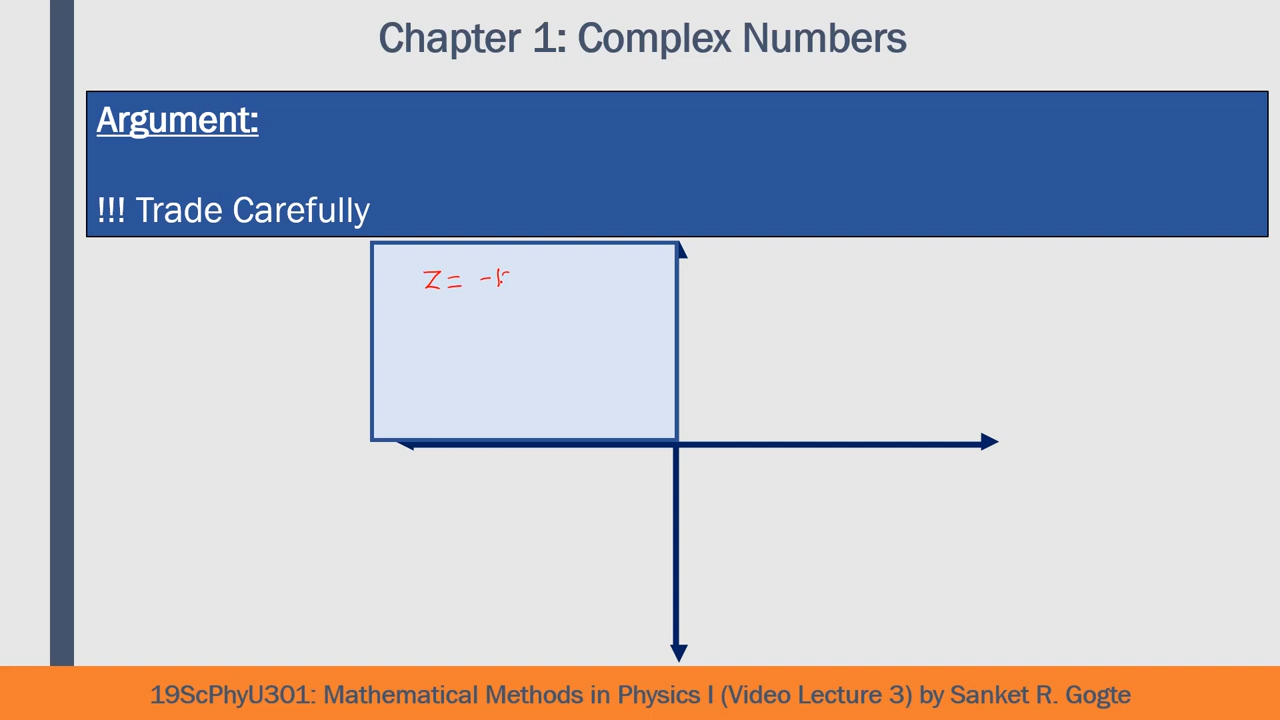 Chapter 1: Complex Numbers
Argument:
!!! Trade Carefully
z = -
19ScPhyU301: Mathematical Methods in Physics I (Video Lecture 3) by Sanket R. Gogte